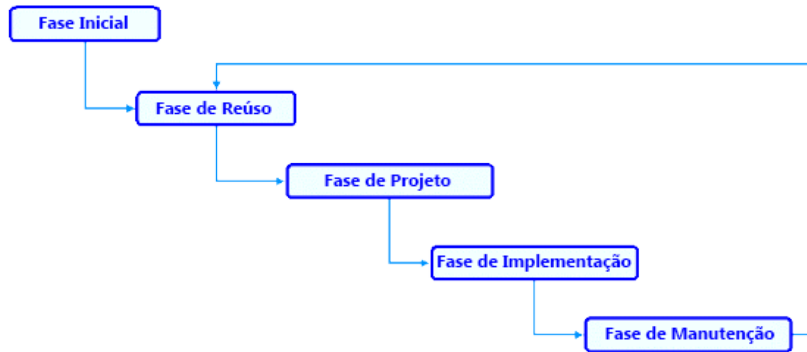 Fase Inicial
Fase de Reúso
Fase de Projeto
Fase de Implementação
Fase de Manutenção